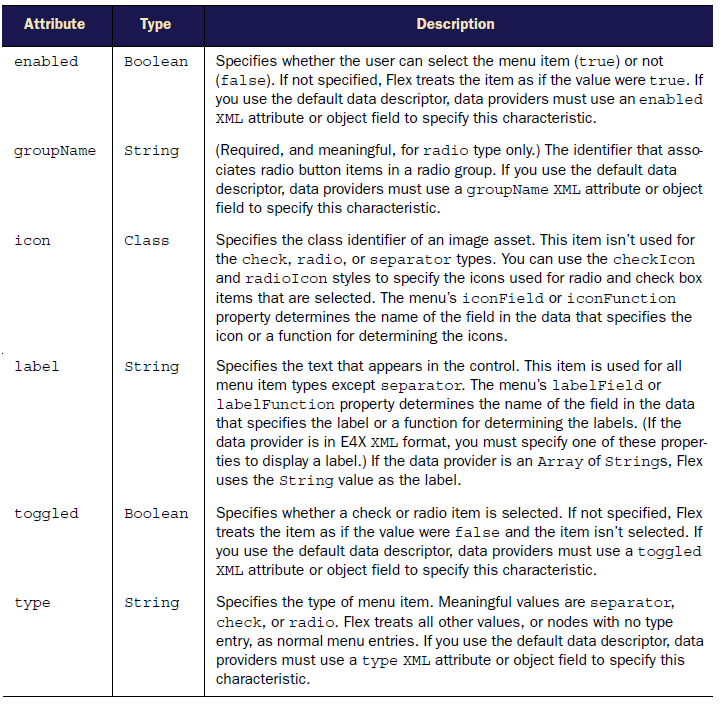 Attribute Type Description
enabled Boolean Specifies whether the user can select the menu item (true) or not
(false). If not specified, Flex treats the item as if the value were true. If
you use the default data descriptor, data providers must use an enabled
XML attribute or object field to specify this characteristic.
groupName String (Required, and meaningful, for radio type only.) The identifier that asso-
ciates radio button items in a radio group. If you use the default data
descriptor, data providers must use a groupName XML attribute or object
field to specify this characteristic.
icon Class Specifies the class identifier of an image asset. This item isn't used for
the check, radio, or separator types. You can use the checkIcon
and radioIcon styles to specify the icons used for radio and check box
items that are selected. The menu's iconField or iconFunction
property determines the name of the field in the data that specifies the
icon or a function for determining the icons.
label String Specifies the text that appears in the control. This item is used for all
menu item types except separator. The menu's labelField or
labelFunction property determines the name of the field in the data
that specifies the label or a function for determining the labels. (If the
data provider is in E4X XML format, you must specify one of these proper-
ties to display a label.) If the data provider is an Array of Strings, Flex
uses the String value as the label.
toggled Boolean Specifies whether a check or radio item is selected. If not specified, Flex
treats the item as if the value were false and the item isn't selected. If
you use the default data descriptor, data providers must use a toggled
XML attribute or object field to specify this characteristic.
type String Specifies the type of menu item. Meaningful values are separator,
check, or radio. Flex treats all other values, or nodes with no type
entry, as normal menu entries. If you use the default data descriptor, data
providers must use a type XML attribute or object field to specify this
characteristic.